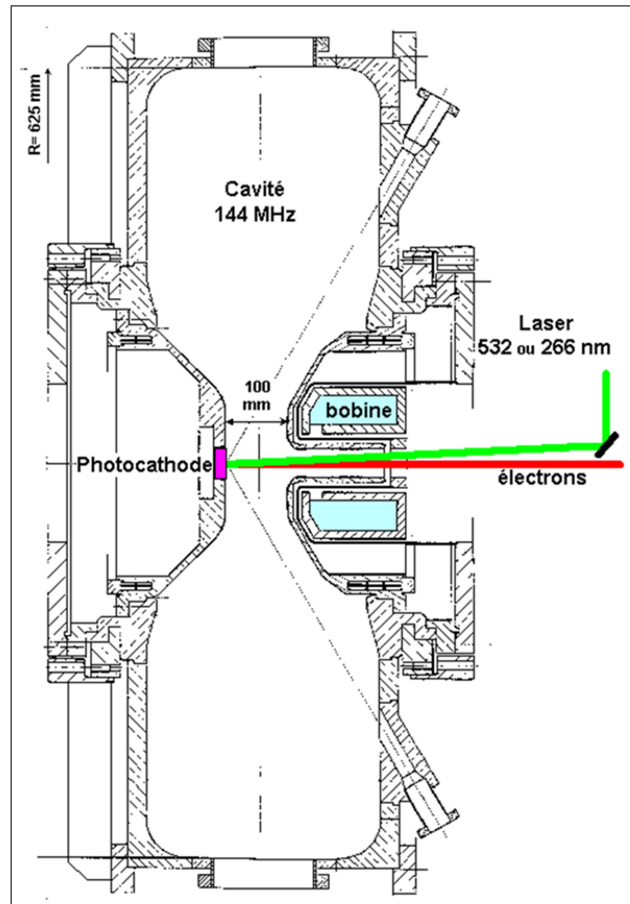 R= 625 mm
Cavité
144 MHz
Laser
532 ou 266 nm
100
mm
bobine
Photocathode
électrons